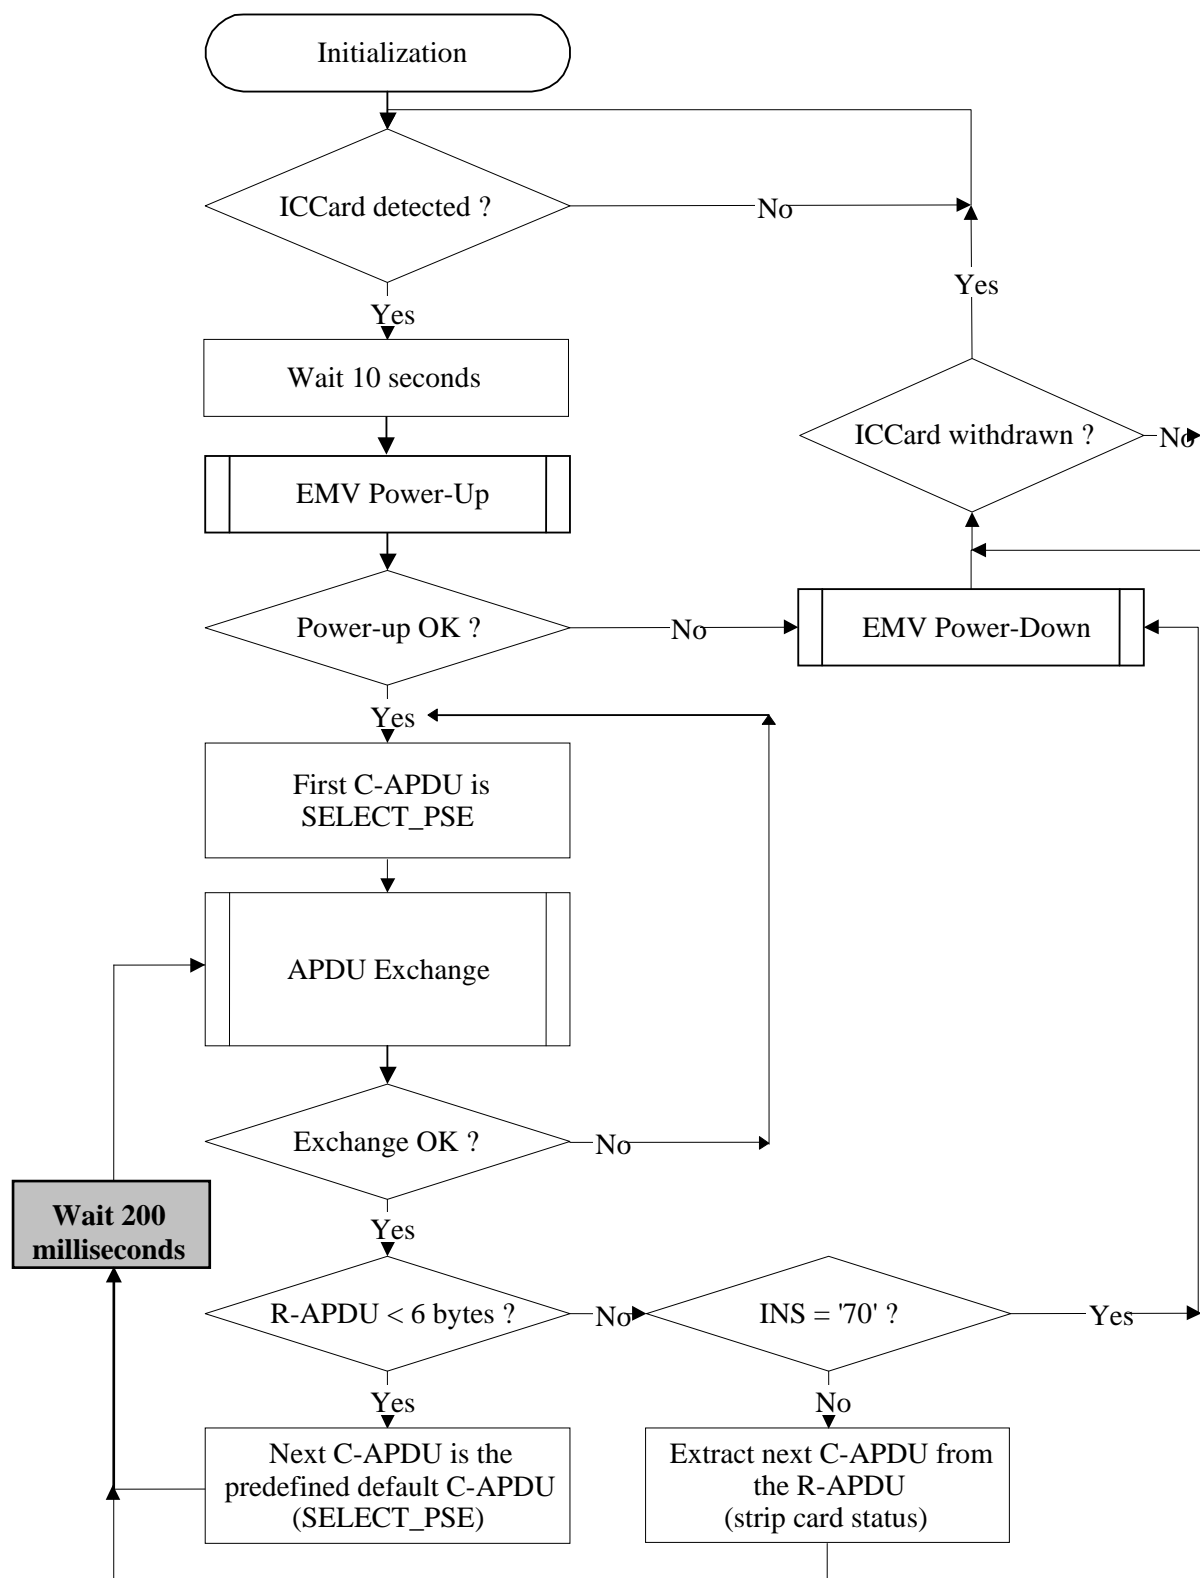 Initialization
ICCard detected ?
No
Yes
Yes
Wait 10 seconds
ICCard withdrawn ?
No
EMV Power-Up
Power-up OK ?
No
EMV Power-Down
Yes
First C-APDU is
SELECT_PSE
APDU Exchange
Exchange OK ?
No
Wait 200
milliseconds
Yes
R-APDU < 6 bytes ?
No
INS = '70' ?
Yes
Yes
No
Next C-APDU is the
predefined default C-APDU
(SELECT_PSE)
Extract next C-APDU from
the R-APDU
(strip card status)